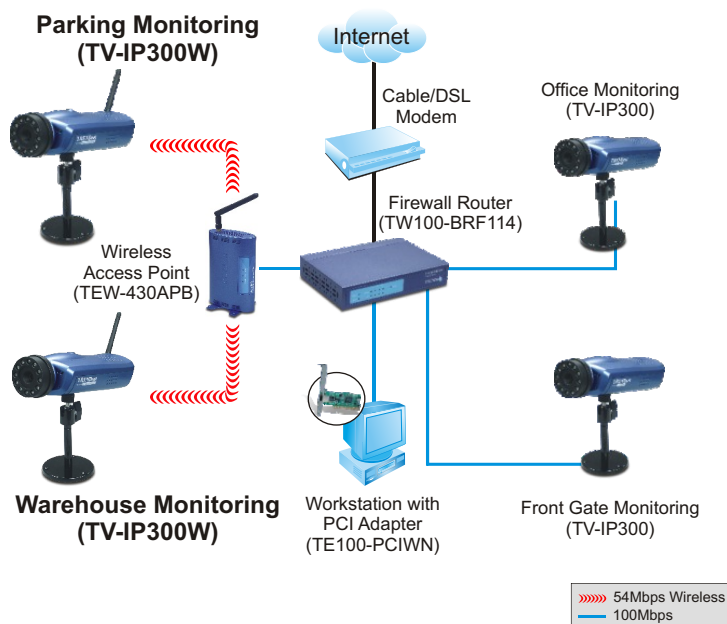 Parking Monitoring
(TV-IP300W)
Internet
Cable/DSL
Modem
Office Monitoring
(TV-IP300)
Firewall Router
(TW100-BRF114)
Wireless
Access Point
(TEW-430APB)
Warehouse Monitoring
(TV-IP300W)
Workstation with
PCI Adapter
(TE100-PCIWN)
Front Gate Monitoring
(TV-IP300)
54Mbps Wireless
100Mbps